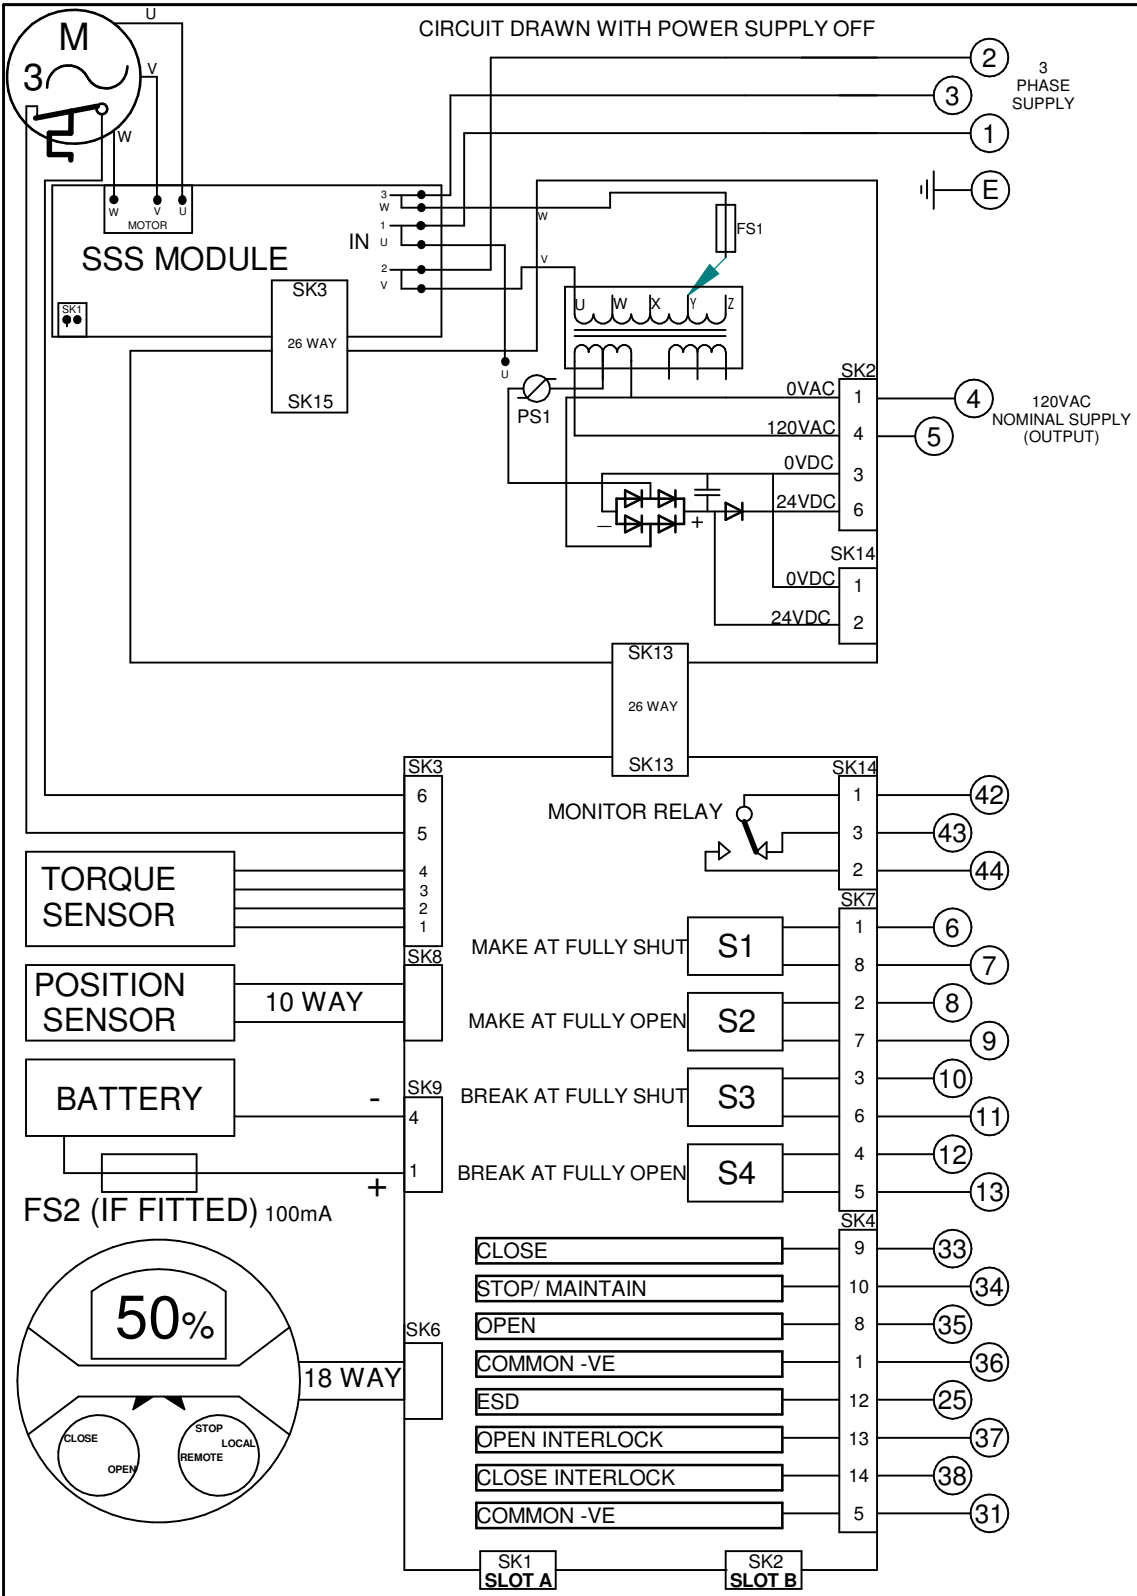 U
CIRCUIT DRAWN WITH POWER SUPPLY OFF
M
3
V
W
2
3
1
E
3
PHASE
SUPPLY
W V U
MOTOR
SSS MODULE
IN
3
W
1
U
2
V
W
V
FS1
SK1
SK3
26 WAY
SK15
U W X Y Z
U
PS1
SK2
0VAC 1 4
120VAC 4 5
120VAC
NOMINAL SUPPLY
(OUTPUT)
0VDC 3
24VDC 6
– +
SK14
0VDC 1
24VDC 2
SK13
26 WAY
SK13
SK3
6
5
4
3
2
1
TORQUE
SENSOR
MONITOR RELAY
SK14
1 42
3 43
2 44
SK8
POSITION
SENSOR
10 WAY
SK7
MAKE AT FULLY SHUT S1 1 6
8 7
MAKE AT FULLY OPEN S2 2 8
7 9
BREAK AT FULLY SHUT S3 3 10
6 11
BREAK AT FULLY OPEN S4 4 12
5 13
SK9
BATTERY
- 4
+ 1
FS2 (IF FITTED) 100mA
SK4
CLOSE 9 33
STOP/ MAINTAIN 10 34
OPEN 8 35
COMMON -VE 1 36
ESD 12 25
OPEN INTERLOCK 13 37
CLOSE INTERLOCK 14 38
COMMON -VE 5 31
50%
SK6
18 WAY
CLOSE
OPEN
STOP
LOCAL
REMOTE
SK1
SLOT A
SK2
SLOT B